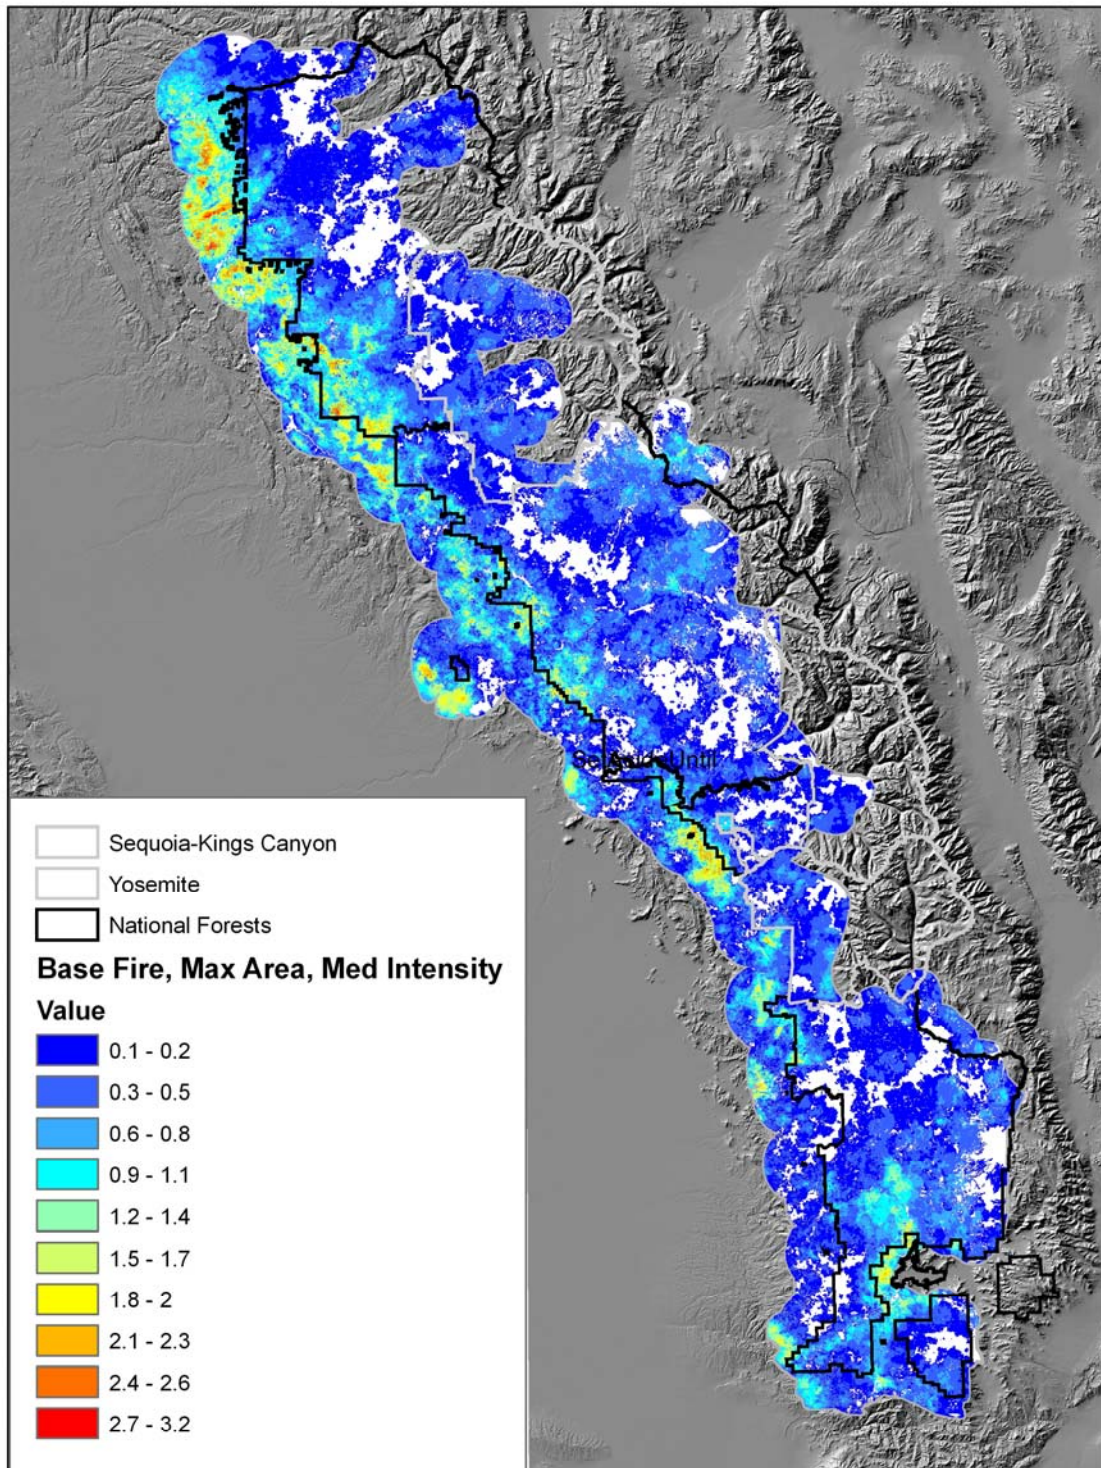 Until
Sequoia-Kings Canyon
Yosemite
National Forests
Base Fire, Max Area, Med Intensity
Value
0.1 - 0.2
0.3 - 0.5
0.6 - 0.8
0.9 - 1.1
1.2 - 1.4
1.5 - 1.7
1.8 - 2
2.1 - 2.3
2.4 - 2.6
2.7 - 3.2